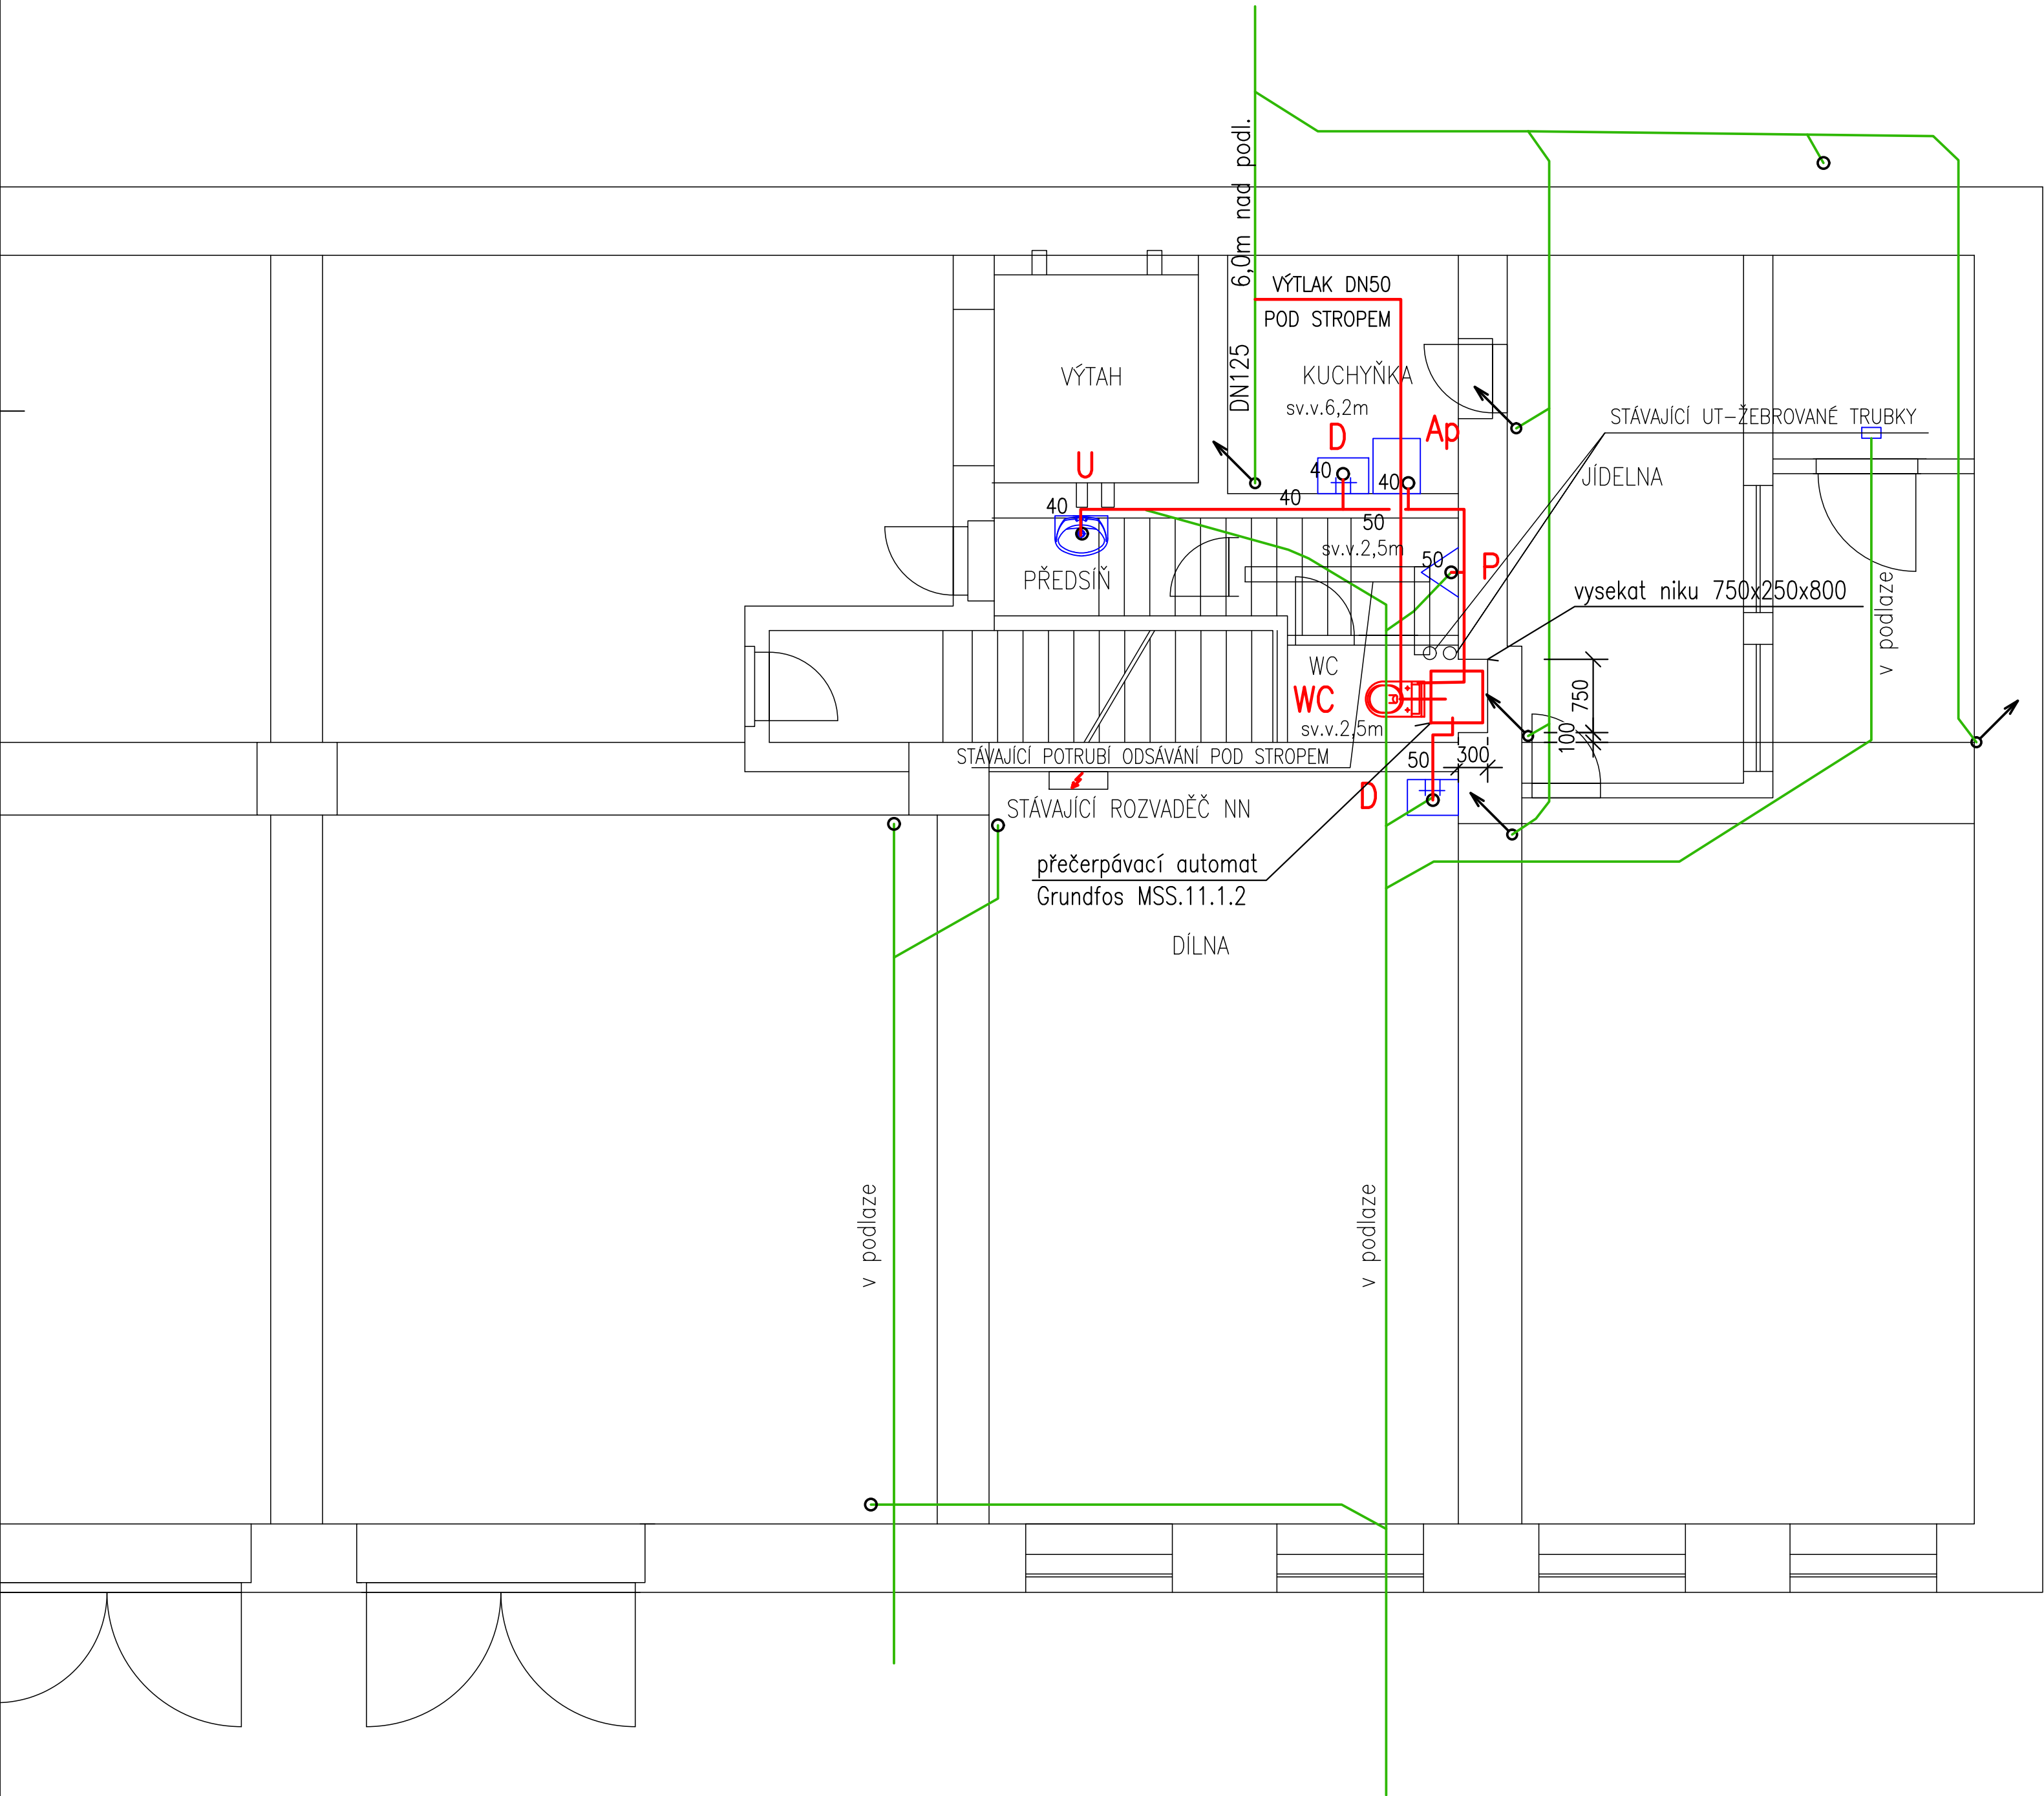 6,0m nad podl.
VÝTLAK DN50
POD STROPEM
DN125
VÝTAH
KUCHYŇKA
sv.v.6,2m
STÁVAJÍCÍ UT-ŽEBROVANÉ TRUBKY
D
Ap
U
40
40
JÍDELNA
40
40
50
sv.v.2,5m
50
P
PŘEDSÍŇ
vysekat niku 750x250x800
v podlaze
WC
WC
sv.v.2,5m
750
100
STÁVAJÍCÍ POTRUBÍ ODSÁVÁNÍ POD STROPEM
50
300
D
STÁVAJÍCÍ ROZVADĚČ NN
přečerpávací automat
Grundfos MSS.11.1.2
DÍLNA
v podlaze
v podlaze